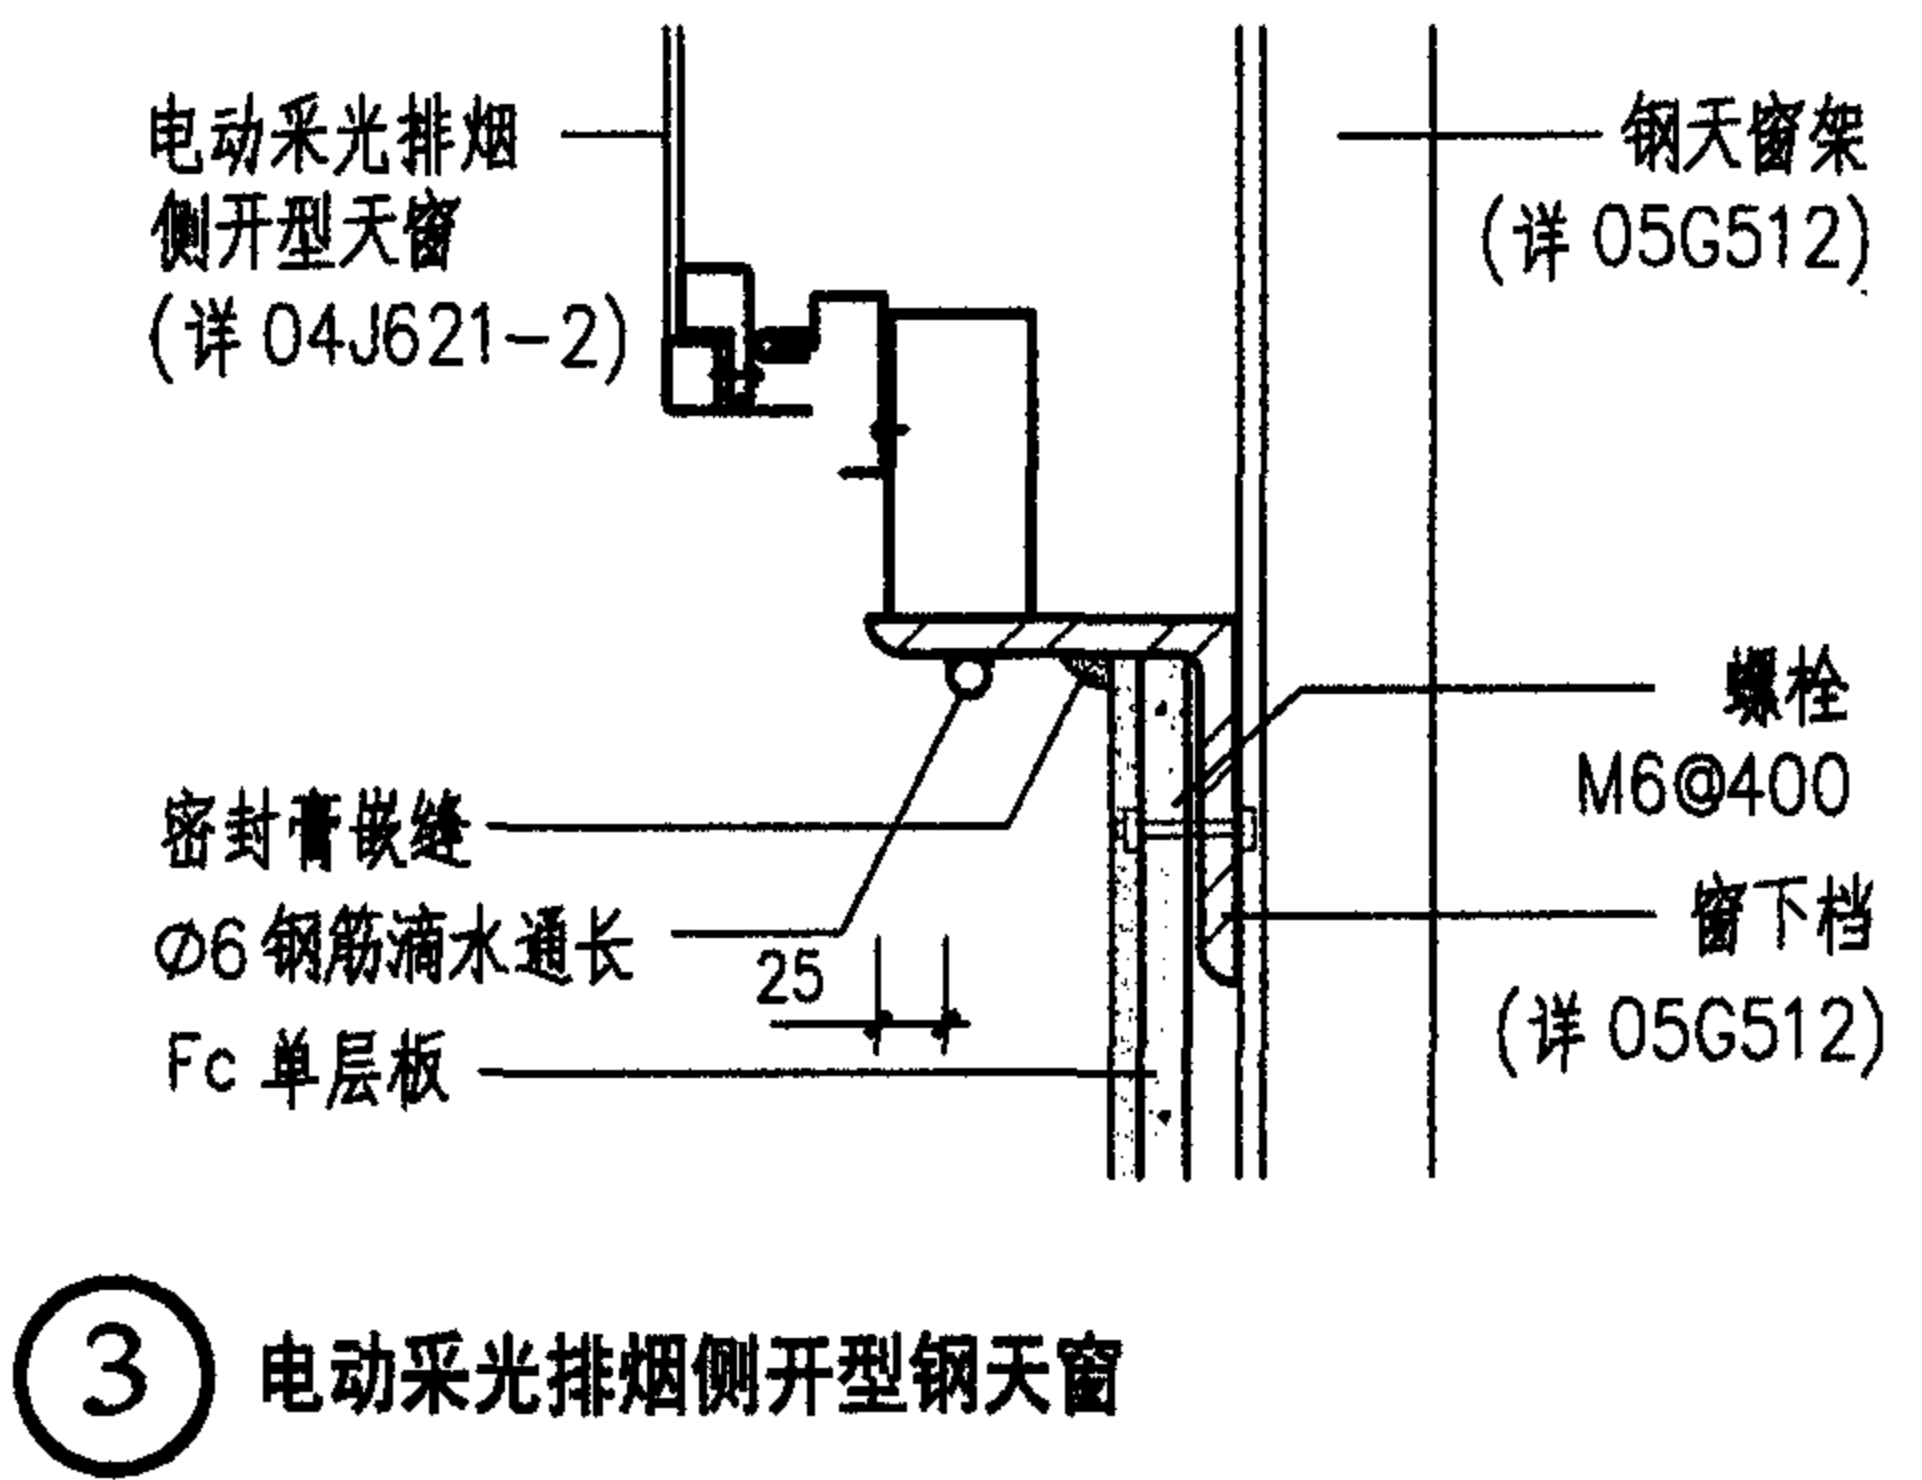 电动采光排烟
侧开型天窗
(详 04J621-2)
钢天窗架
(详 05G512)
螺栓
M6@400
窗下档
(详 05G512)
密封膏嵌缝
Ø6 钢筋滴水通长
25
Fc 单层板
3 电动采光排烟侧开型钢天窗